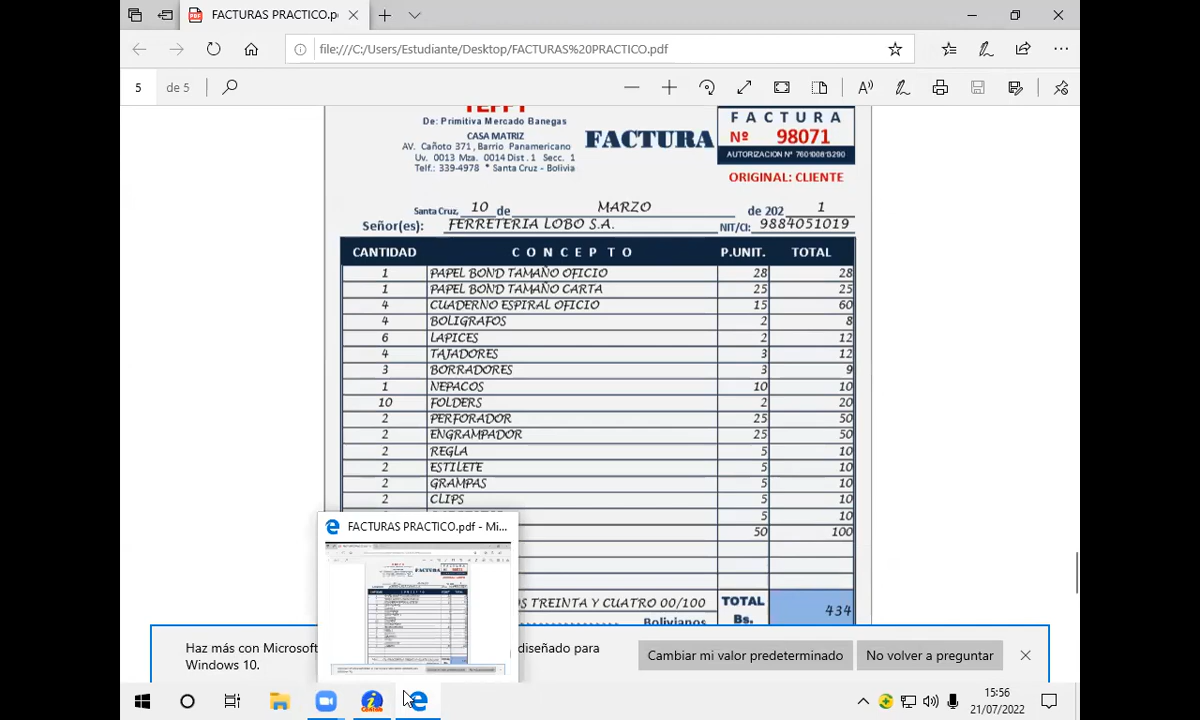 FACTURAS PRACTICO.p
file:///C:/Users/Estudiante/Desktop/FACTURAS%20PRACTICO.pdf
5 de 5
TEFFY
De: Primitiva Mercado Banegas
CASA MATRIZ
AV. Cañoto 371, Barrio Panamericano
Uv. 0013 Mza. 0014 Dist. 1 Secc. 1
Telf.: 339-4978 * Santa Cruz - Bolivia
FACTURA
FACTURA
Nº 98071
AUTORIZACION Nº
ORIGINAL: CLIENTE
Santa Cruz, 10 de MARZO de 202 1
Señor(es): FERRETERIA LOBO S.A. NIT/CI: 9884051019
CANTIDAD CONCEPTO P.UNIT. TOTAL
1 PAPEL BOND TAMAÑO OFICIO 28 28
1 PAPEL BOND TAMAÑO CARTA 25 25
4 CUADERNO ESPIRAL OFICIO 15 60
4 BOLIGRAFOS 2 8
6 LAPICES 2 12
4 TAJADORES 3 12
3 BORRADORES 3 9
1 NEPACOS 10 10
10 FOLDERS 2 20
2 PERFORADOR 25 50
2 ENGRAMPADOR 25 50
2 REGLA 5 10
2 ESTILETE 5 10
2 GRAMPAS 5 10
2 CLIPS 5 10
5 10
50 100
OS TREINTA Y CUATRO 00/100 TOTAL 434
Bolivianos Bs.
FACTURAS PRACTICO.pdf - Mi...
Haz más con Microsoft diseñado para
Windows 10.
Cambiar mi valor predeterminado
No volver a preguntar
15:56
21/07/2022